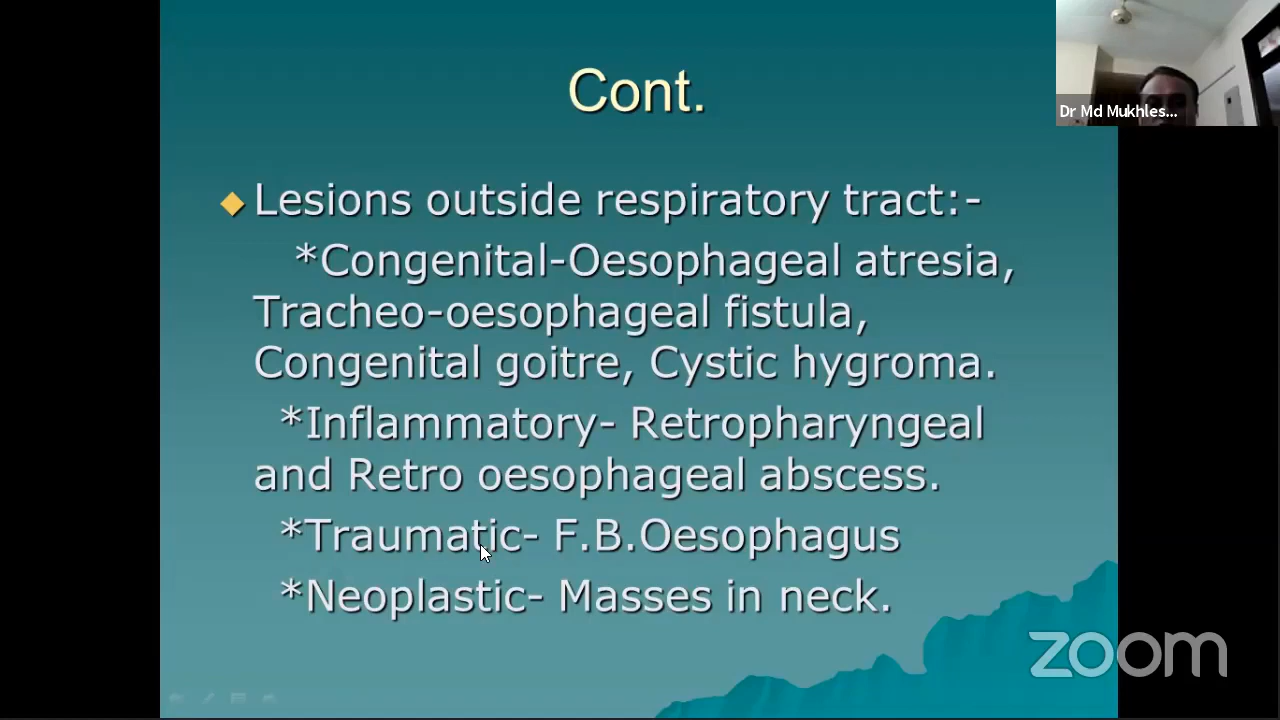 Cont.
Dr Md Mukhles...
Lesions outside respiratory tract:-
*Congenital-Oesophageal atresia,
Tracheo-oesophageal fistula,
Congenital goitre, Cystic hygroma.
*Inflammatory- Retropharyngeal
and Retro oesophageal abscess.
*Traumatic- F.B.Oesophagus
*Neoplastic- Masses in neck.
zoom